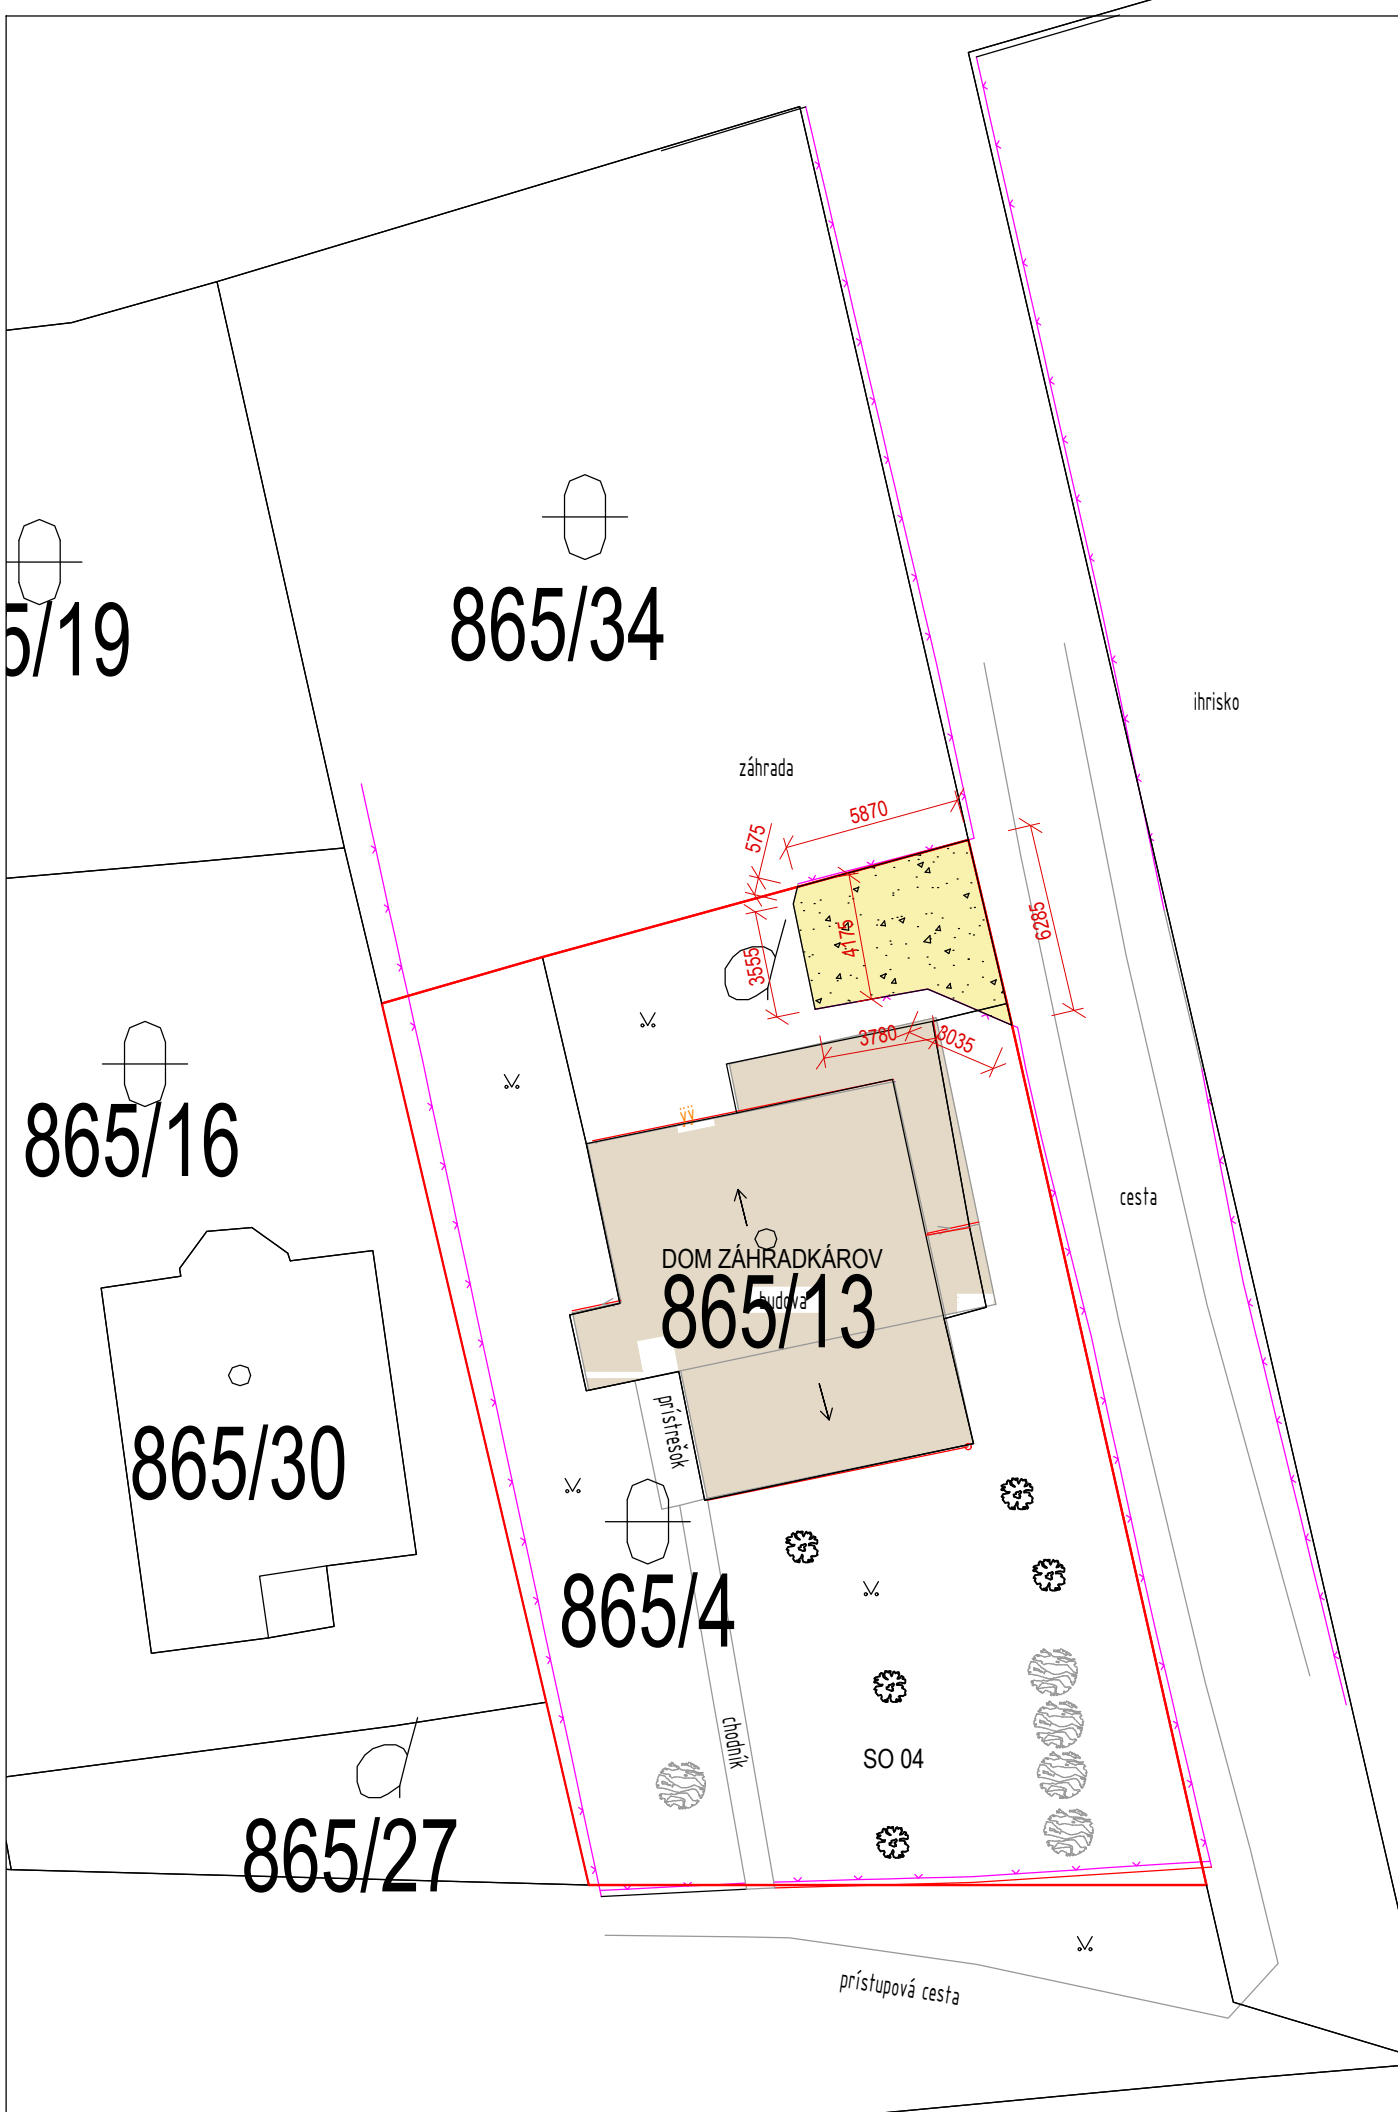 5/19
865/34
ihrisko
záhrada
5870
575
6285
4175
3555
3780
3035
865/16
cesta
DOM ZÁHRADKÁROV
865/13
budova
prístrešok
865/30
865/4
chodník
SO 04
865/27
prístupová cesta